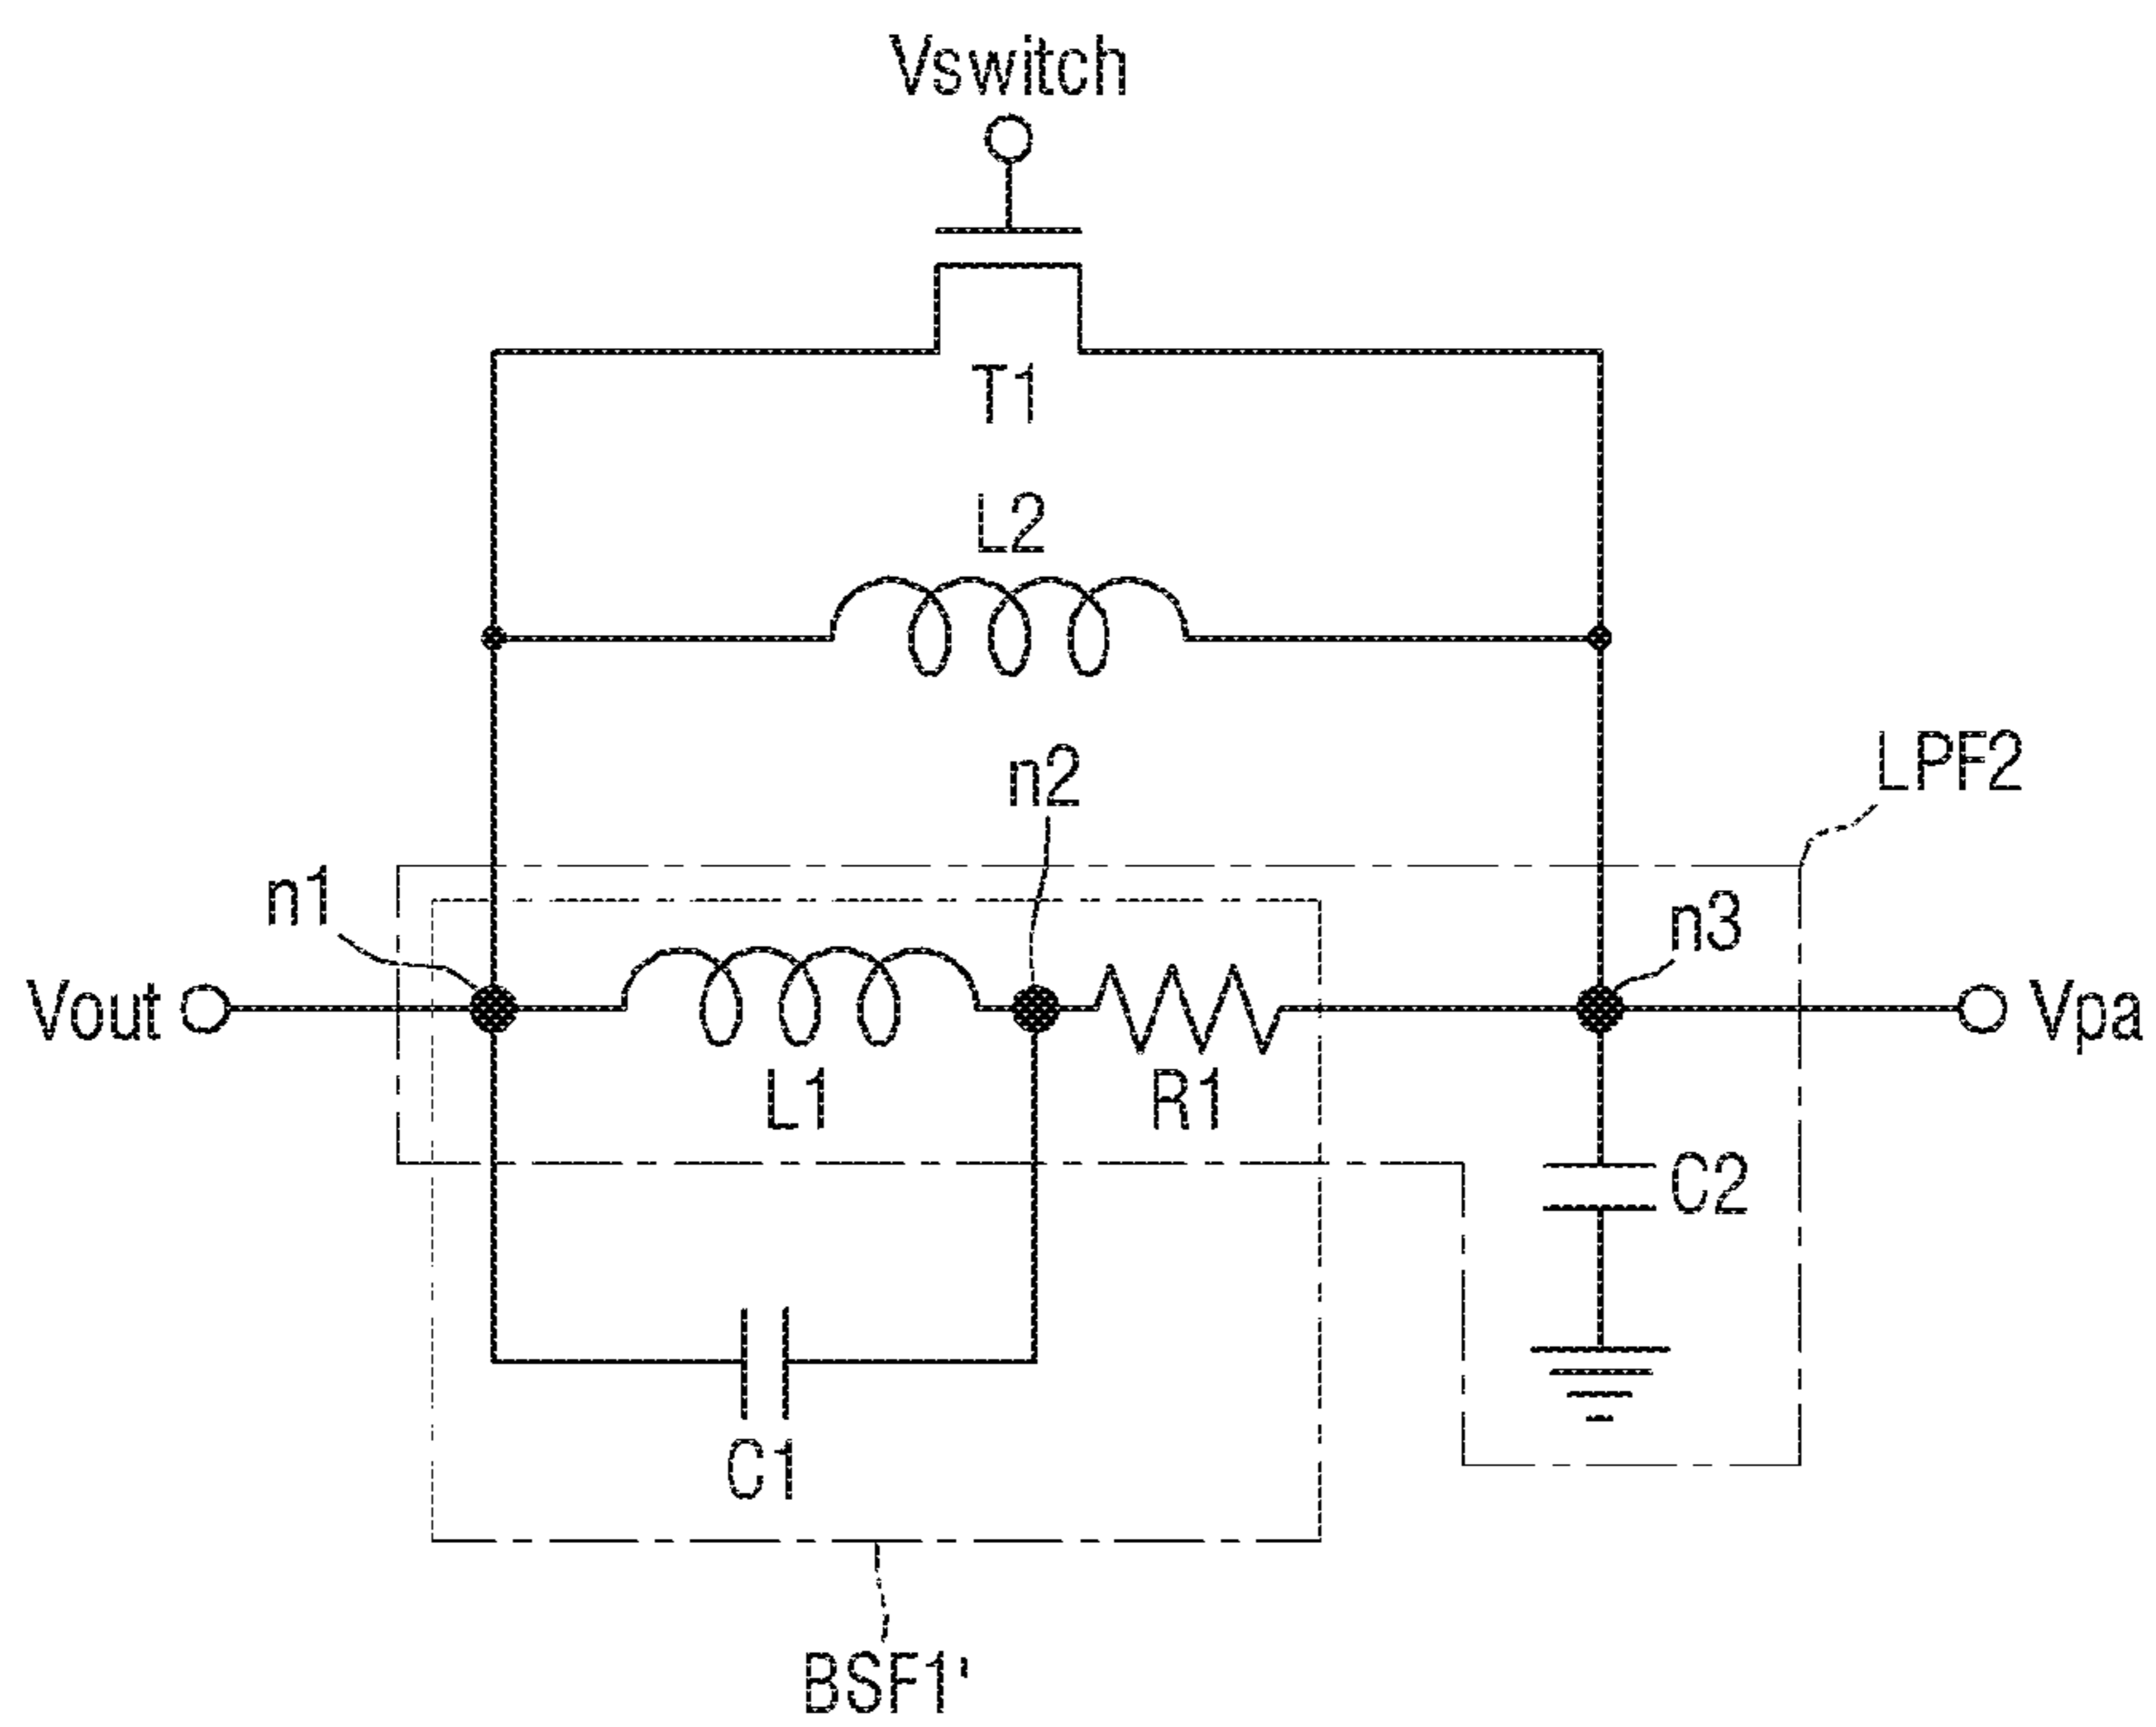 Vswitch
T1
L2
n2
LPF2
n1
n3
Vout
Vpa
L1
R1
C2
C1
BSF1'